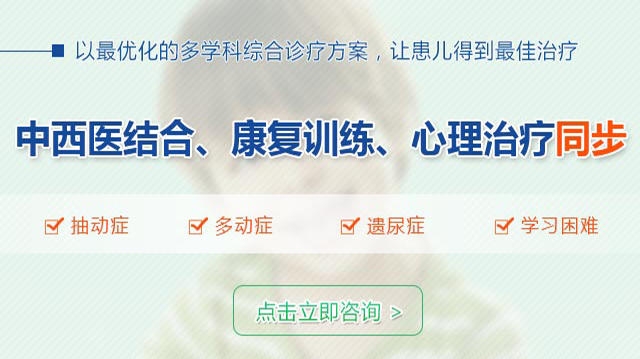 以最优化的多学科综合诊疗方案，让患儿得到最佳治疗
中西医结合、康复训练、心理治疗同步
抽动症 多动症 遗尿症 学习困难
点击立即咨询 >